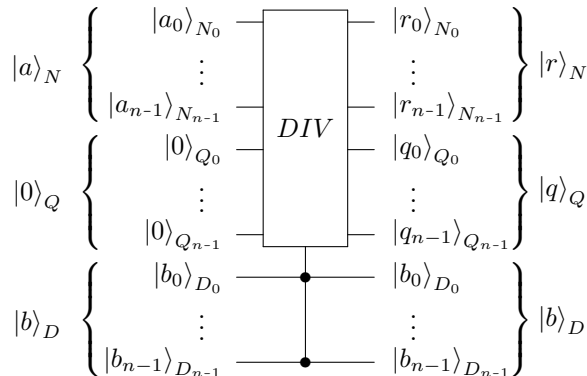 |a⟩_N { |a_0⟩_{N_0} |r_0⟩_{N_0} } |r⟩_N
⋮ ⋮
|a_{n-1}⟩_{N_{n-1}} |r_{n-1}⟩_{N_{n-1}}
DIV
|0⟩_Q { |0⟩_{Q_0} |q_0⟩_{Q_0} } |q⟩_Q
⋮ ⋮
|0⟩_{Q_{n-1}} |q_{n-1}⟩_{Q_{n-1}}
|b⟩_D { |b_0⟩_{D_0} |b_0⟩_{D_0} } |b⟩_D
⋮ ⋮
|b_{n-1}⟩_{D_{n-1}} |b_{n-1}⟩_{D_{n-1}}